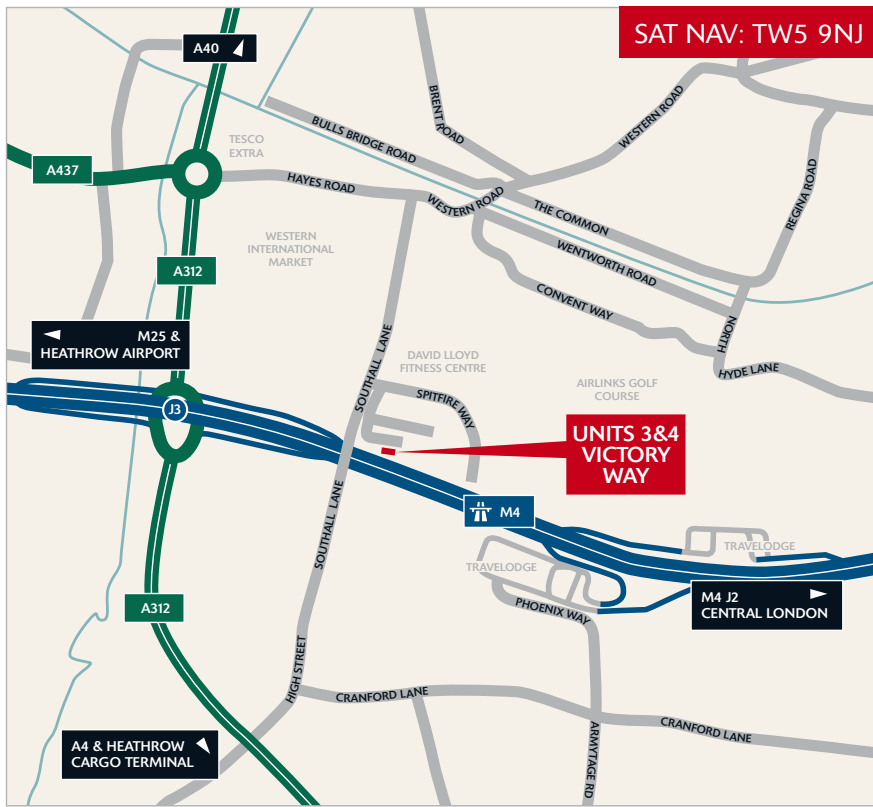 SAT NAV: TW5 9NJ
A40
BRENT ROAD
WESTERN ROAD
BULLS BRIDGE ROAD
TESCO
EXTRA
A437
HAYES ROAD
WESTERN ROAD
THE COMMON
REGINA ROAD
WESTERN
INTERNATIONAL
MARKET
WENTWORTH ROAD
A312
CONVENT WAY
M25 &
HEATHROW AIRPORT
NORTH
HYDE LANE
SOUTHALL LANE
DAVID LLOYD
FITNESS CENTRE
AIRLINKS GOLF
COURSE
SPITFIRE WAY
J3
UNITS 3&4
VICTORY
WAY
SOUTHALL LANE
M4
TRAVELODGE
TRAVELODGE
M4 J2
CENTRAL LONDON
A312
PHOENIX WAY
HIGH STREET
CRANFORD LANE
CRANFORD LANE
ARMYTAGE RD
A4 & HEATHROW
CARGO TERMINAL